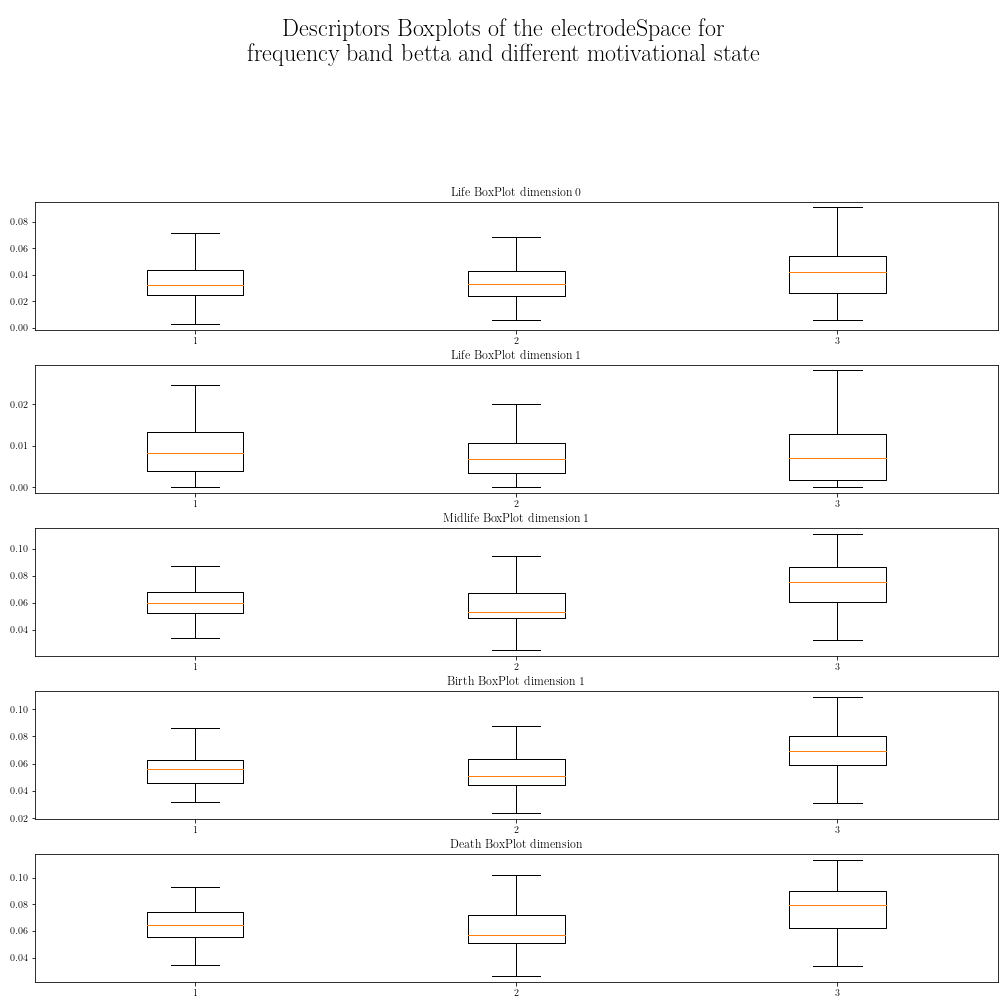 Descriptors Boxplots of the electrodeSpace for
frequency band betta and different motivational state
Life BoxPlot dimension 0
0.08
0.06
0.04
0.02
0.00
1 2 3
Life BoxPlot dimension 1
0.02
0.01
0.00
1 2 3
Midlife BoxPlot dimension 1
0.10
0.08
0.06
0.04
1 2 3
Birth BoxPlot dimension 1
0.10
0.08
0.06
0.04
0.02
1 2 3
Death BoxPlot dimension
0.10
0.08
0.06
0.04
1 2 3